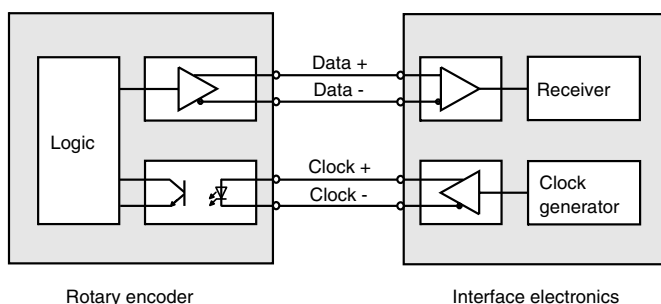 Data +
Data -
Receiver
Logic
Clock +
Clock -
Clock
generator
Rotary encoder
Interface electronics